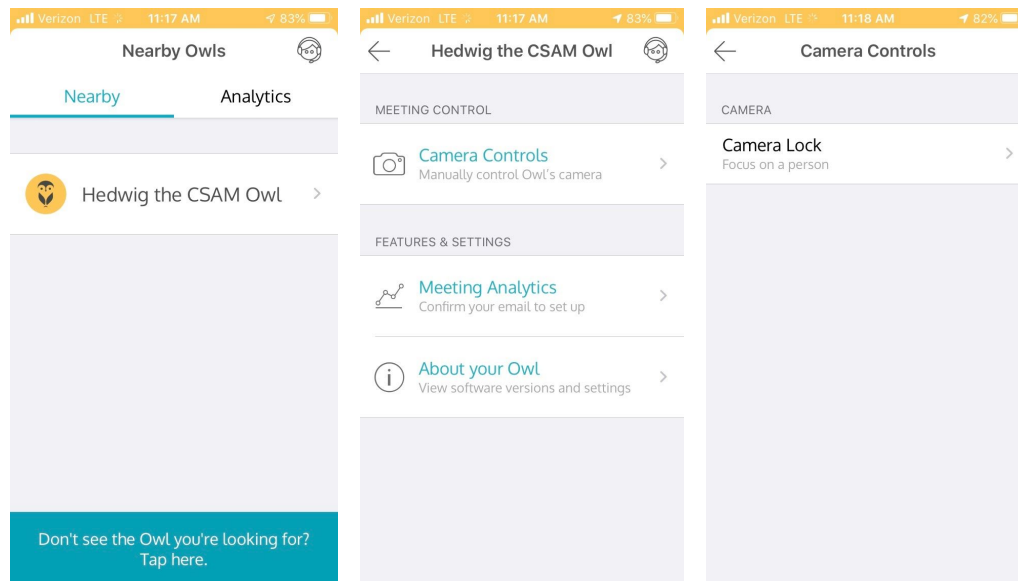 Verizon LTE 11:17 AM 83%
Nearby Owls
Nearby Analytics
Hedwig the CSAM Owl
Don't see the Owl you're looking for?
Tap here.
Verizon LTE 11:17 AM 83%
Hedwig the CSAM Owl
MEETING CONTROL
Camera Controls
Manually control Owl's camera
FEATURES & SETTINGS
Meeting Analytics
Confirm your email to set up
About your Owl
View software versions and settings
Verizon LTE 11:18 AM 82%
Camera Controls
CAMERA
Camera Lock
Focus on a person